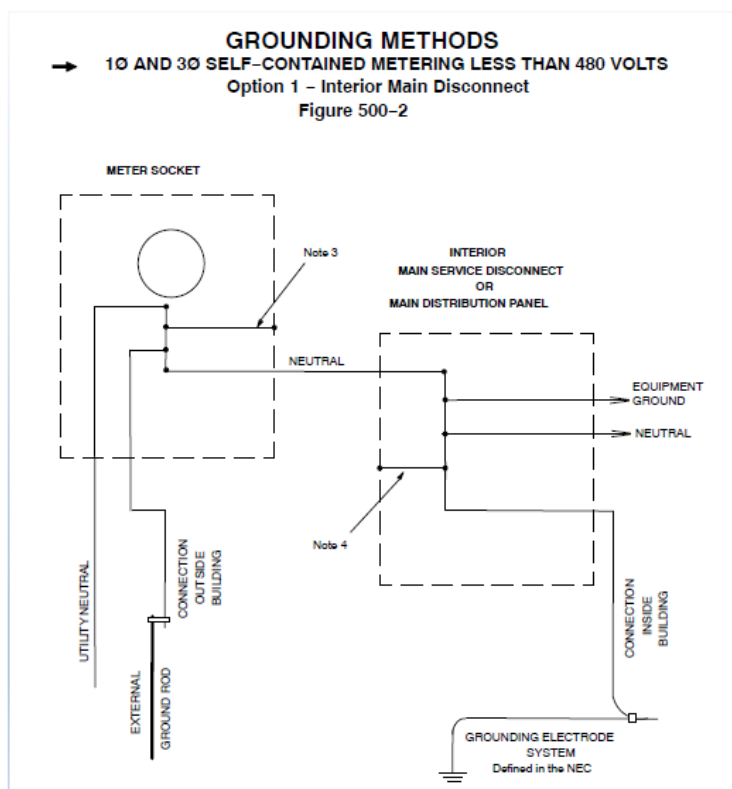 GROUNDING METHODS
1Ø AND 3Ø SELF-CONTAINED METERING LESS THAN 480 VOLTS
Option 1 - Interior Main Disconnect
Figure 500-2
METER SOCKET
Note 3
INTERIOR
MAIN SERVICE DISCONNECT
OR
MAIN DISTRIBUTION PANEL
NEUTRAL
EQUIPMENT
GROUND
NEUTRAL
Note 4
UTILITY NEUTRAL
CONNECTION
OUTSIDE
BUILDING
EXTERNAL
GROUND ROD
CONNECTION
INSIDE
BUILDING
GROUNDING ELECTRODE
SYSTEM
Defined in the NEC